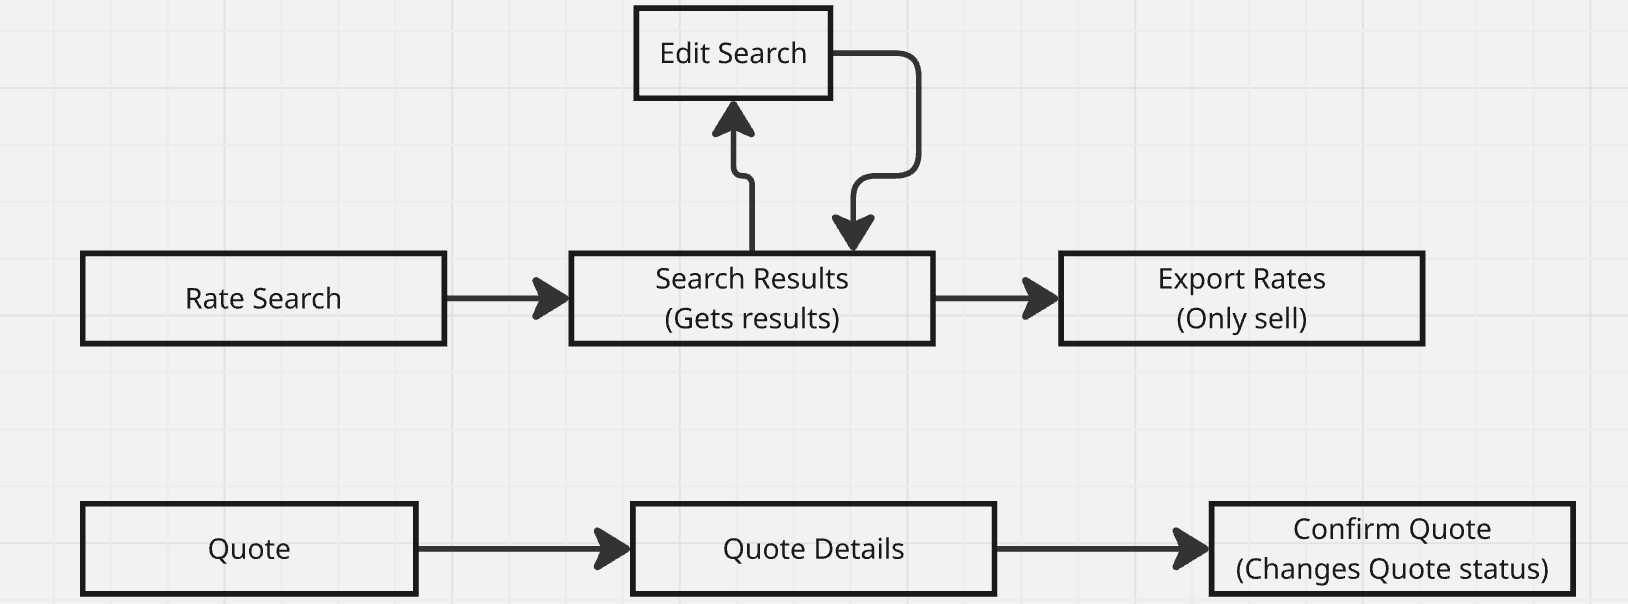 Edit Search
Rate Search
Search Results
(Gets results)
Export Rates
(Only sell)
Quote
Quote Details
Confirm Quote
(Changes Quote status)